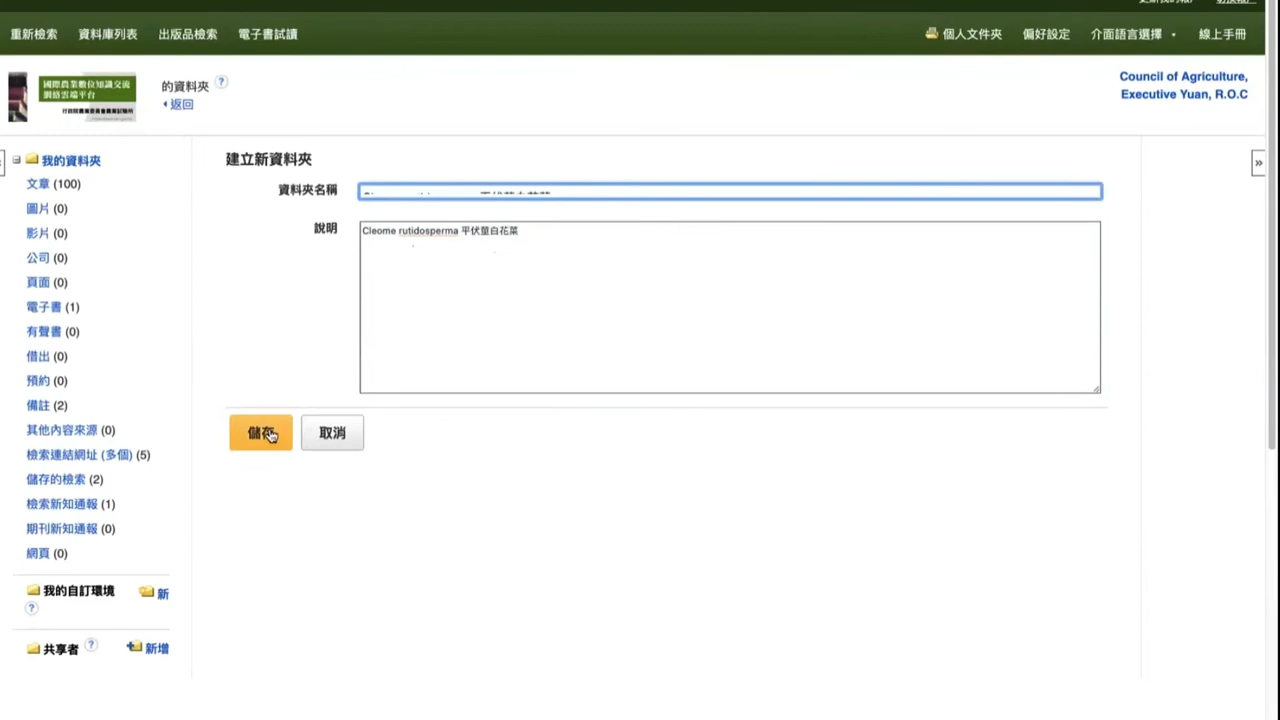 重新檢索 資料庫列表 出版品檢索 電子書試讀 個人文件夾 偏好設定 介面語言選擇 線上手冊
國際農業數位知識交流
網絡雲端平台
的資料夾 ?
返回
Council of Agriculture,
Executive Yuan, R.O.C
»
我的資料夾
文章 (100)
圖片 (0)
影片 (0)
公司 (0)
頁面 (0)
電子書 (1)
有聲書 (0)
借出 (0)
預約 (0)
備註 (2)
其他內容來源 (0)
檢索連結網址 (多個) (5)
儲存的檢索 (2)
檢索新知通報 (1)
期刊新知通報 (0)
網頁 (0)
我的自訂環境 新
?
共享者 ? 新增
建立新資料夾
資料夾名稱
說明
Cleome rutidosperma 平伏莖白花菜
儲存 取消